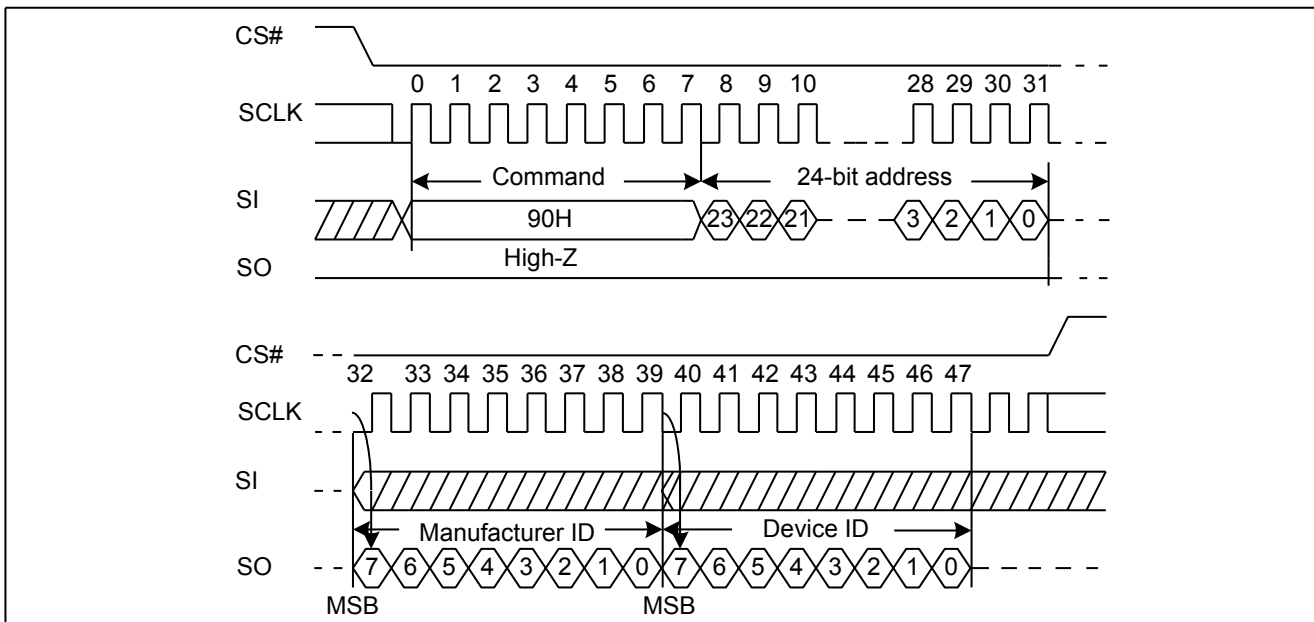 CS#
0 1 2 3 4 5 6 7 8 9 10 28 29 30 31
SCLK
Command 24-bit address
SI
90H 23 22 21 3 2 1 0
High-Z
SO
CS#
32 33 34 35 36 37 38 39 40 41 42 43 44 45 46 47
SCLK
SI
Manufacturer ID Device ID
SO 7 6 5 4 3 2 1 0 7 6 5 4 3 2 1 0
MSB MSB